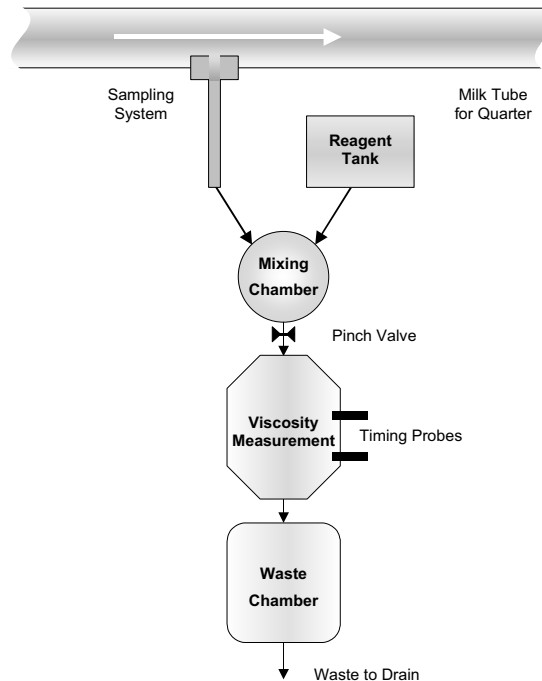 Sampling
System
Milk Tube
for Quarter
Reagent
Tank
Mixing
Chamber
Pinch Valve
Viscosity
Measurement
Timing Probes
Waste
Chamber
Waste to Drain